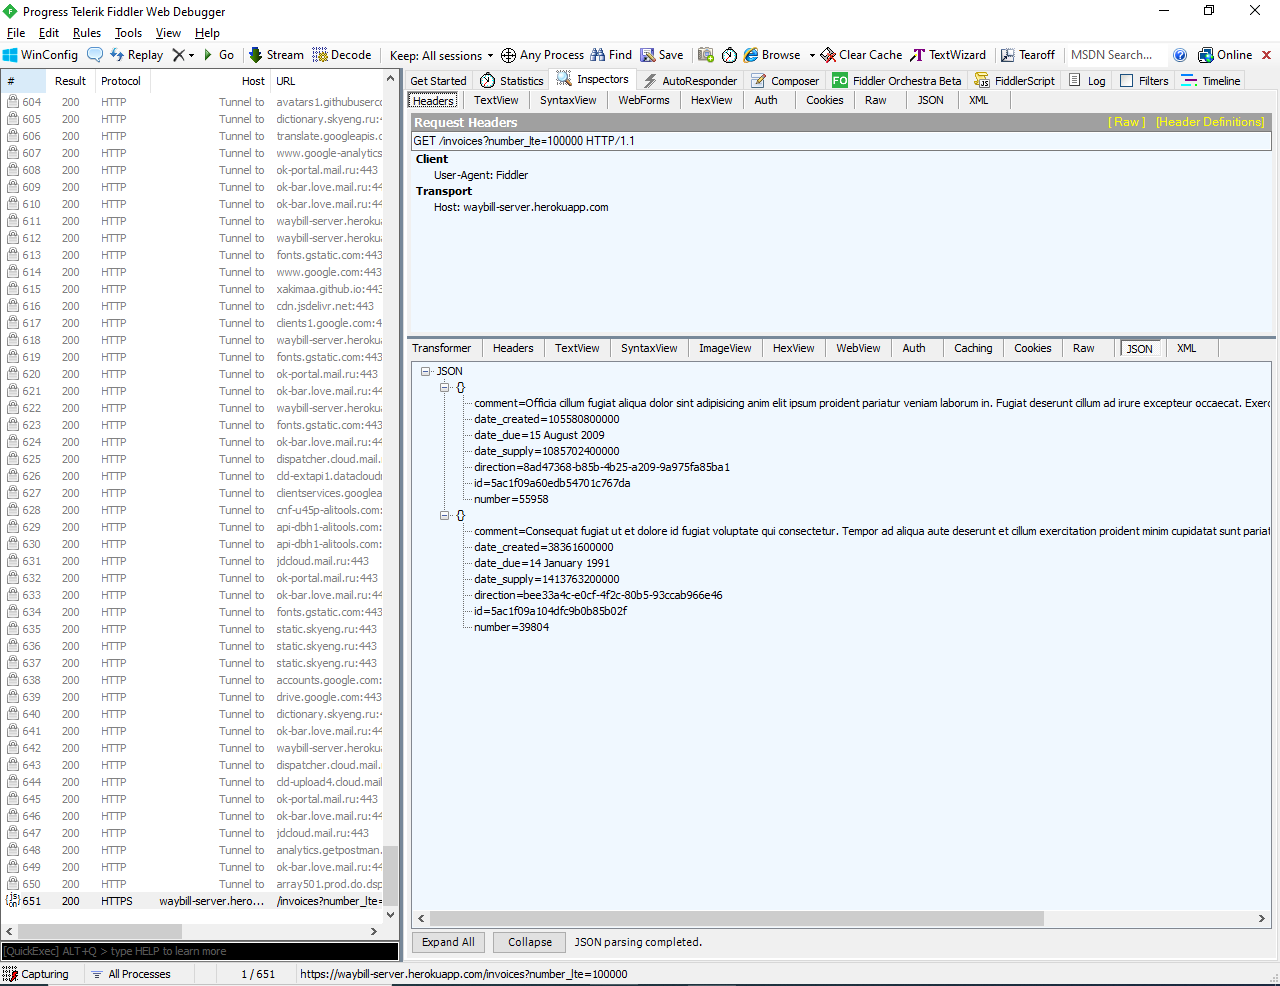 Progress Telerik Fiddler Web Debugger
File Edit Rules Tools View Help
WinConfig Replay Go Stream Decode Keep: All sessions Any Process Find Save Browse Clear Cache TextWizard Tearoff MSDN Search... Online
# Result Protocol Host URL
604 200 HTTP Tunnel to avatars1.githubuserco
605 200 HTTP Tunnel to dictionary.skyeng.ru:4
606 200 HTTP Tunnel to translate.googleapis.c
607 200 HTTP Tunnel to www.google-analytics
608 200 HTTP Tunnel to ok-portal.mail.ru:443
609 200 HTTP Tunnel to ok-bar.love.mail.ru:44
610 200 HTTP Tunnel to ok-bar.love.mail.ru:44
611 200 HTTP Tunnel to waybill-server.heroku
612 200 HTTP Tunnel to waybill-server.heroku
613 200 HTTP Tunnel to fonts.gstatic.com:443
614 200 HTTP Tunnel to www.google.com:443
615 200 HTTP Tunnel to xakimaa.github.io:443
616 200 HTTP Tunnel to cdn.jsdelivr.net:443
617 200 HTTP Tunnel to clients1.google.com:4
618 200 HTTP Tunnel to waybill-server.heroku
619 200 HTTP Tunnel to fonts.gstatic.com:443
620 200 HTTP Tunnel to ok-portal.mail.ru:443
621 200 HTTP Tunnel to ok-bar.love.mail.ru:44
622 200 HTTP Tunnel to waybill-server.heroku
623 200 HTTP Tunnel to fonts.gstatic.com:443
624 200 HTTP Tunnel to ok-bar.love.mail.ru:44
625 200 HTTP Tunnel to dispatcher.cloud.mail.
626 200 HTTP Tunnel to cld-extapi1.datacloud
627 200 HTTP Tunnel to clientservices.googlea
628 200 HTTP Tunnel to cnf-u45p-alitools.com:
629 200 HTTP Tunnel to api-dbh1-alitools.com:
630 200 HTTP Tunnel to api-dbh1-alitools.com:
631 200 HTTP Tunnel to jdcloud.mail.ru:443
632 200 HTTP Tunnel to ok-portal.mail.ru:443
633 200 HTTP Tunnel to ok-bar.love.mail.ru:44
634 200 HTTP Tunnel to fonts.gstatic.com:443
635 200 HTTP Tunnel to static.skyeng.ru:443
636 200 HTTP Tunnel to static.skyeng.ru:443
637 200 HTTP Tunnel to static.skyeng.ru:443
638 200 HTTP Tunnel to accounts.google.com:
639 200 HTTP Tunnel to drive.google.com:443
640 200 HTTP Tunnel to dictionary.skyeng.ru:4
641 200 HTTP Tunnel to ok-bar.love.mail.ru:44
642 200 HTTP Tunnel to waybill-server.heroku
643 200 HTTP Tunnel to dispatcher.cloud.mail.
644 200 HTTP Tunnel to cld-upload4.cloud.mail
645 200 HTTP Tunnel to ok-portal.mail.ru:443
646 200 HTTP Tunnel to ok-bar.love.mail.ru:44
647 200 HTTP Tunnel to jdcloud.mail.ru:443
648 200 HTTP Tunnel to analytics.getpostman.
649 200 HTTP Tunnel to ok-bar.love.mail.ru:44
650 200 HTTP Tunnel to array501.prod.do.dsp
651 200 HTTPS waybill-server.hero... /invoices?number_lte=
[QuickExec] ALT+Q > type HELP to learn more
Get Started Statistics Inspectors AutoResponder Composer FO Fiddler Orchestra Beta FiddlerScript Log Filters Timeline
Headers TextView SyntaxView WebForms HexView Auth Cookies Raw JSON XML
Request Headers [ Raw ] [Header Definitions]
GET /invoices?number_lte=100000 HTTP/1.1
Client
User-Agent: Fiddler
Transport
Host: waybill-server.herokuapp.com
Transformer Headers TextView SyntaxView ImageView HexView WebView Auth Caching Cookies Raw JSON XML
JSON
{}
comment=Officia cillum fugiat aliqua dolor sint adipisicing anim elit ipsum proident pariatur veniam laborum in. Fugiat deserunt cillum ad irure excepteur occaecat. Exerc
date_created=105580800000
date_due=15 August 2009
date_supply=1085702400000
direction=8ad47368-b85b-4b25-a209-9a975fa85ba1
id=5ac1f09a60edb54701c767da
number=55958
{}
comment=Consequat fugiat ut et dolore id fugiat voluptate qui consectetur. Tempor ad aliqua aute deserunt et cillum exercitation proident minim cupidatat sunt pariat
date_created=38361600000
date_due=14 January 1991
date_supply=1413763200000
direction=bee33a4c-e0cf-4f2c-80b5-93ccab966e46
id=5ac1f09a104dfc9b0b85b02f
number=39804
Expand All Collapse JSON parsing completed.
Capturing All Processes 1 / 651 https://waybill-server.herokuapp.com/invoices?number_lte=100000